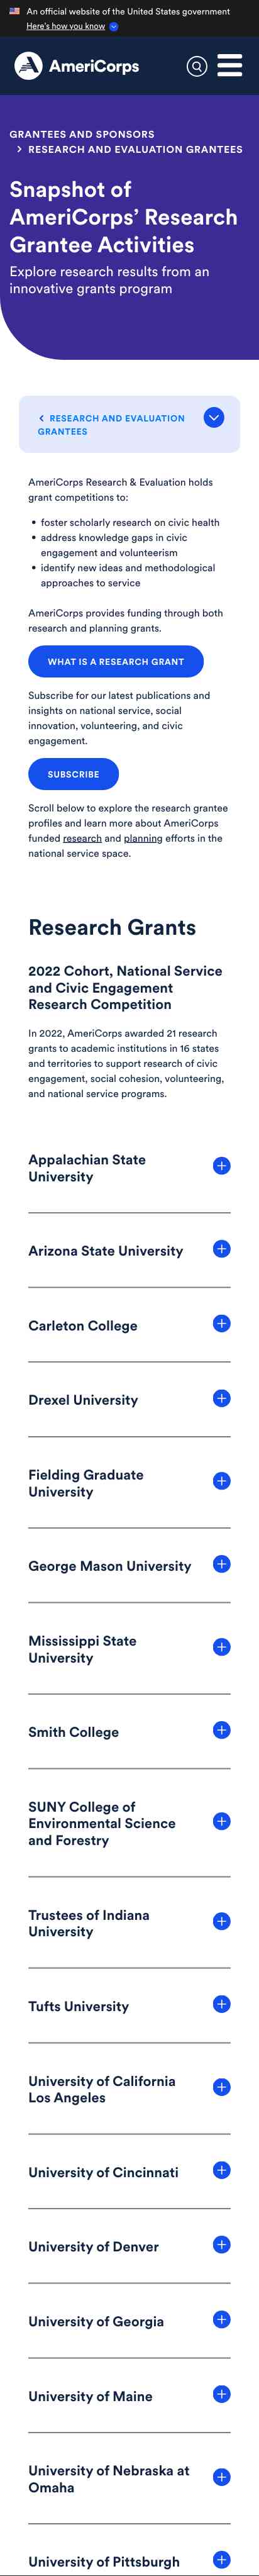 An official website of the United States government
Here's how you know
AmeriCorps
GRANTEES AND SPONSORS
> RESEARCH AND EVALUATION GRANTEES
Snapshot of
AmeriCorps’ Research
Grantee Activities
Explore research results from an
innovative grants program
< RESEARCH AND EVALUATION
GRANTEES
AmeriCorps Research & Evaluation holds
grant competitions to:
• foster scholarly research on civic health
• address knowledge gaps in civic
engagement and volunteerism
• identify new ideas and methodological
approaches to service
AmeriCorps provides funding through both
research and planning grants.
WHAT IS A RESEARCH GRANT
Subscribe for our latest publications and
insights on national service, social
innovation, volunteering, and civic
engagement.
SUBSCRIBE
Scroll below to explore the research grantee
profiles and learn more about AmeriCorps
funded research and planning efforts in the
national service space.
Research Grants
2022 Cohort, National Service
and Civic Engagement
Research Competition
In 2022, AmeriCorps awarded 21 research
grants to academic institutions in 16 states
and territories to support research of civic
engagement, social cohesion, volunteering,
and national service programs.
Appalachian State
University
Arizona State University
Carleton College
Drexel University
Fielding Graduate
University
George Mason University
Mississippi State
University
Smith College
SUNY College of
Environmental Science
and Forestry
Trustees of Indiana
University
Tufts University
University of California
Los Angeles
University of Cincinnati
University of Denver
University of Georgia
University of Maine
University of Nebraska at
Omaha
University of Pittsburgh